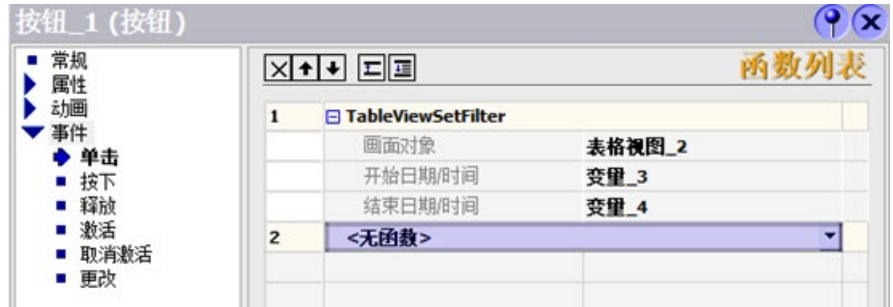 按钮_1 (按钮)
常规
属性
动画
事件
单击
按下
释放
激活
取消激活
更改
函数列表
1 TableViewSetFilter
画面对象 表格视图_2
开始日期/时间 变量_3
结束日期/时间 变量_4
2 <无函数>